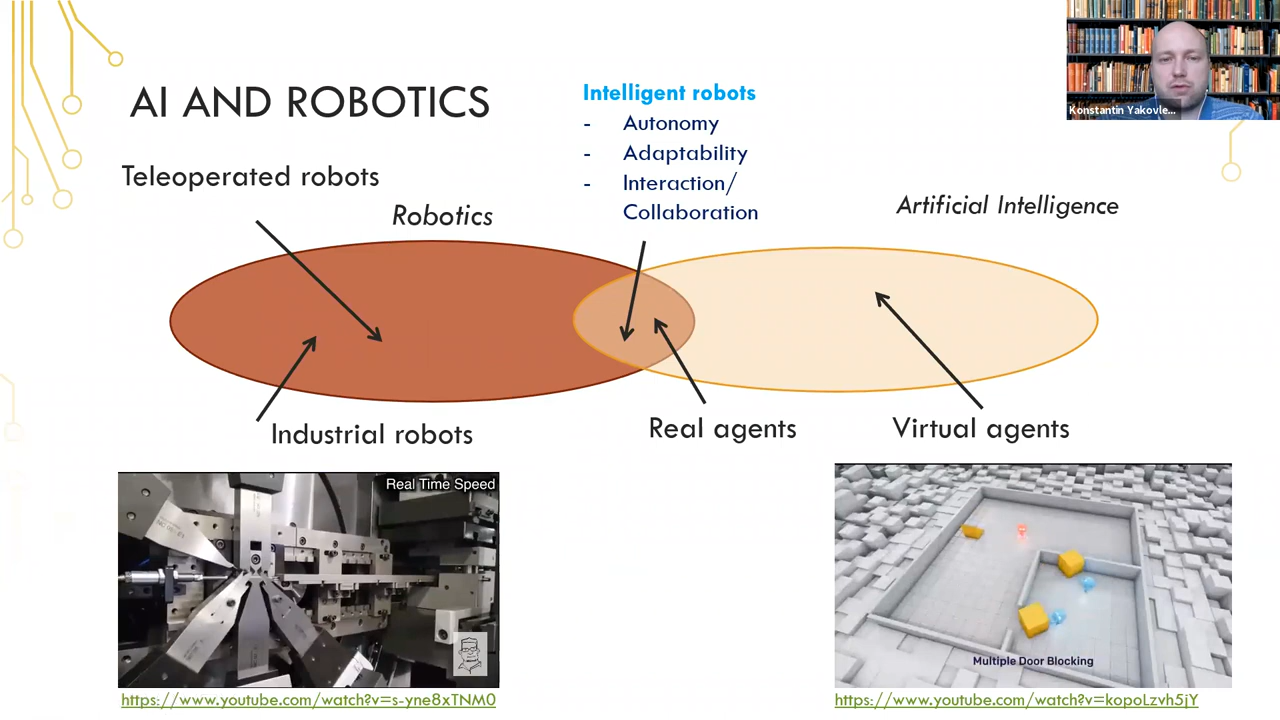 AI AND ROBOTICS
Intelligent robots
- Autonomy
- Adaptability
- Interaction/
Collaboration
Konstantin Yakovle...
Teleoperated robots
Robotics
Artificial Intelligence
Industrial robots
Real agents
Virtual agents
Real Time Speed
Multiple Door Blocking
https://www.youtube.com/watch?v=s-yne8xTNM0
https://www.youtube.com/watch?v=kopoLzvh5jY